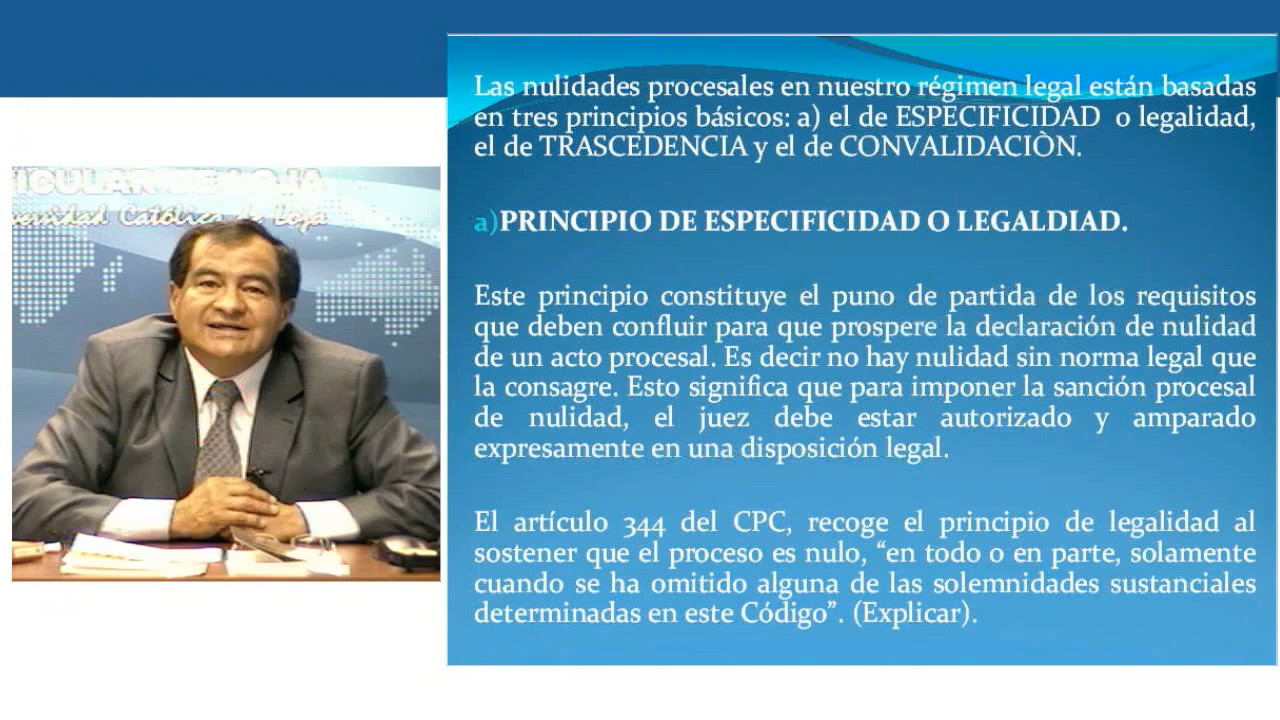 ICULAR DE LOJA
Católica de Loja
Las nulidades procesales en nuestro régimen legal están basadas
en tres principios básicos: a) el de ESPECIFICIDAD o legalidad,
el de TRASCEDENCIA y el de CONVALIDACIÒN.
a)PRINCIPIO DE ESPECIFICIDAD O LEGALDIAD.
Este principio constituye el puno de partida de los requisitos
que deben confluir para que prospere la declaración de nulidad
de un acto procesal. Es decir no hay nulidad sin norma legal que
la consagre. Esto significa que para imponer la sanción procesal
de nulidad, el juez debe estar autorizado y amparado
expresamente en una disposición legal.
El artículo 344 del CPC, recoge el principio de legalidad al
sostener que el proceso es nulo, “en todo o en parte, solamente
cuando se ha omitido alguna de las solemnidades sustanciales
determinadas en este Código”. (Explicar).